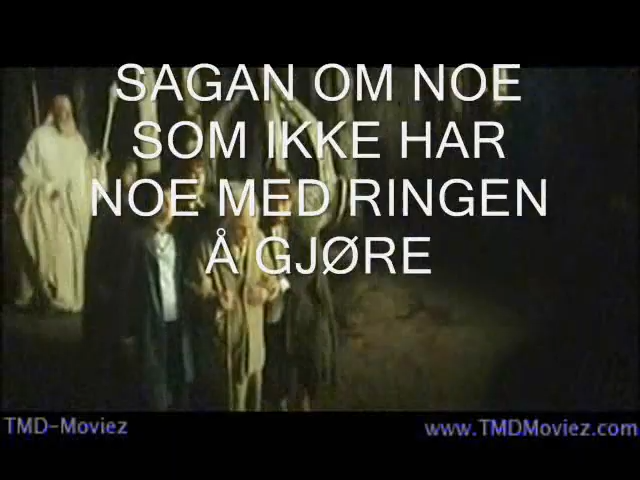 SAGAN OM NOE
SOM IKKE HAR
NOE MED RINGEN
Å GJØRE
TMD-Moviez
www.TMDMoviez.com